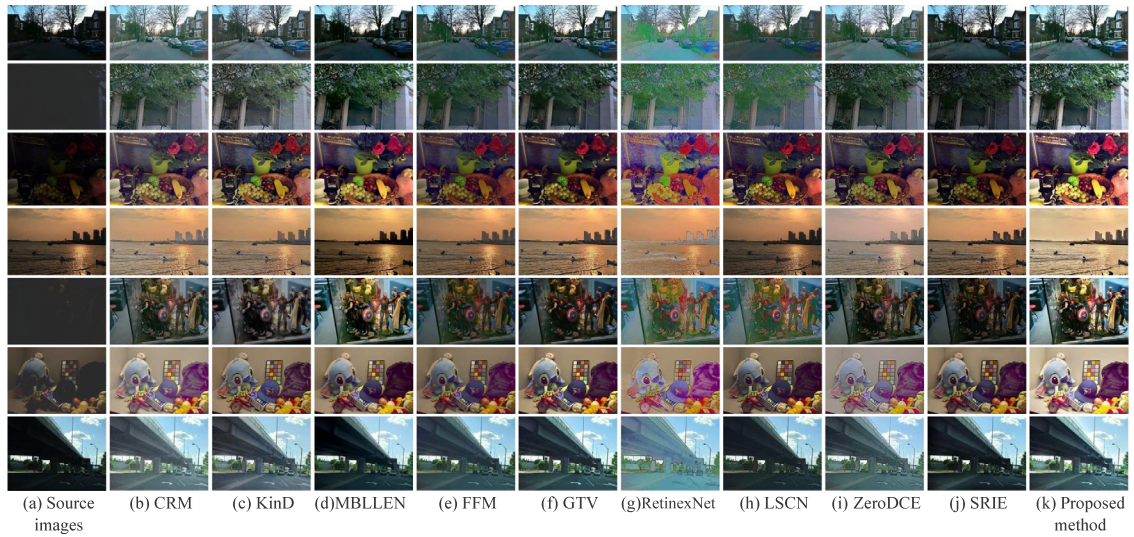 (a) Source
images
(b) CRM
(c) KinD
(d)MBLLEN
(e) FFM
(f) GTV
(g)RetinexNet
(h) LSCN
(i) ZeroDCE
(j) SRIE
(k) Proposed
method